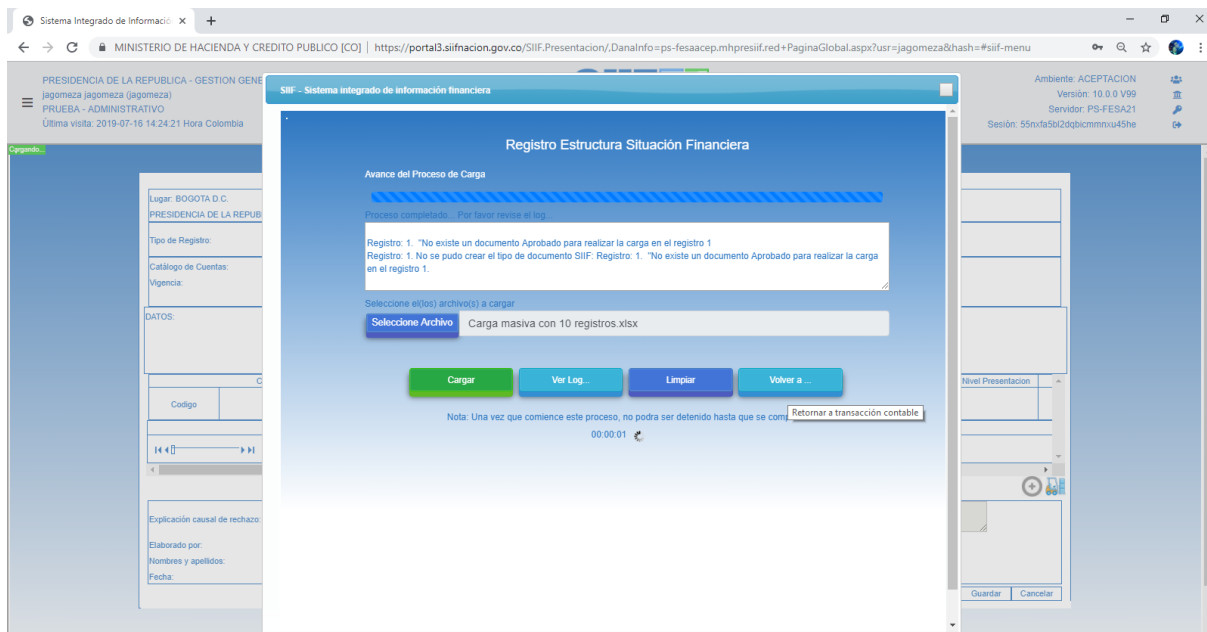 Sistema Integrado de Informació
MINISTERIO DE HACIENDA Y CREDITO PUBLICO [CO] | https://portal3.siifnacion.gov.co/SIIF.Presentacion/,DanaInfo=ps-fesaacep.mhpresiif.red+PaginaGlobal.aspx?usr=jagomeza&hash=#siif-menu
PRESIDENCIA DE LA REPUBLICA - GESTION GENE
jagomeza jagomeza (jagomeza)
PRUEBA - ADMINISTRATIVO
Última visita: 2019-07-16 14:24:21 Hora Colombia
Ambiente: ACEPTACION
Versión: 10.0.0 V99
Servidor: PS-FESA21
Sesión: 55nxfa5bl2dqbicmmnxu45he
Cargando...
SIIF - Sistema integrado de información financiera
Registro Estructura Situación Financiera
Avance del Proceso de Carga
Proceso completado... Por favor revise el log...
Registro: 1. "No existe un documento Aprobado para realizar la carga en el registro 1
Registro: 1. No se pudo crear el tipo de documento SIIF: Registro: 1. "No existe un documento Aprobado para realizar la carga
en el registro 1.
Seleccione el(los) archivo(s) a cargar
Seleccione Archivo Carga masiva con 10 registros.xlsx
Cargar Ver Log... Limpiar Volver a ...
Nota: Una vez que comience este proceso, no podra ser detenido hasta que se comp
Retornar a transacción contable
00:00:01
Lugar: BOGOTA D.C.
PRESIDENCIA DE LA REPUB
Tipo de Registro:
Catálogo de Cuentas:
Vigencia:
DATOS:
C
Nivel Presentacion
Codigo
Explicación causal de rechazo:
Elaborado por:
Nombres y apellidos:
Fecha:
Guardar Cancelar